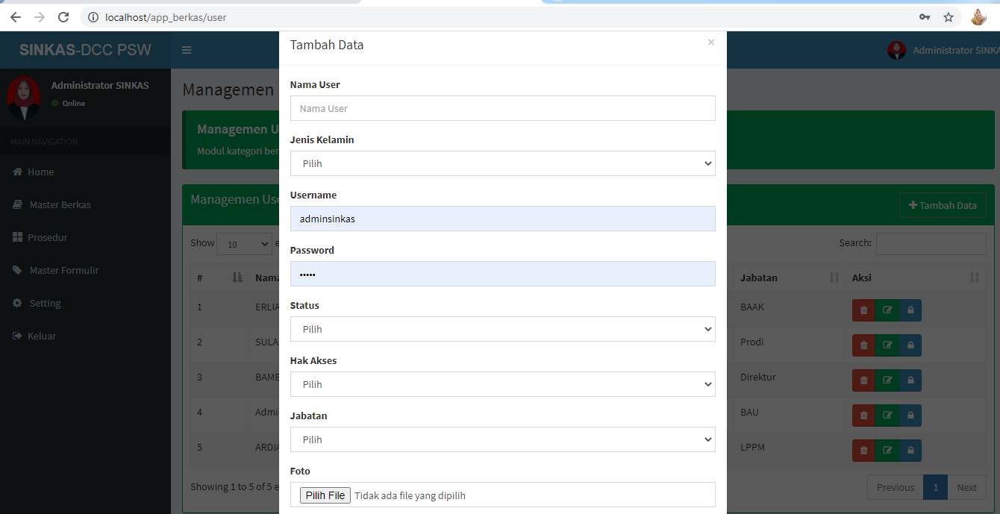 localhost/app_berkas/user
SINKAS-DCC PSW
Administrator SINKA
Administrator SINKAS
Online
MAIN NAVIGATION
Home
Master Berkas
Prosedur
Master Formulir
Setting
Keluar
Managemen
Managemen U
Modul kategori ber
Managemen Use
Tambah Data
Show 10 e
Search:
# Nama Jabatan Aksi
1 ERLIA BAAK
2 SULA Prodi
3 BAME Direktur
4 Admi BAU
5 ARDIA LPPM
Showing 1 to 5 of 5 e
Previous 1 Next
Tambah Data ×
Nama User
Nama User
Jenis Kelamin
Pilih
Username
adminsinkas
Password
•••••
Status
Pilih
Hak Akses
Pilih
Jabatan
Pilih
Foto
Pilih File Tidak ada file yang dipilih